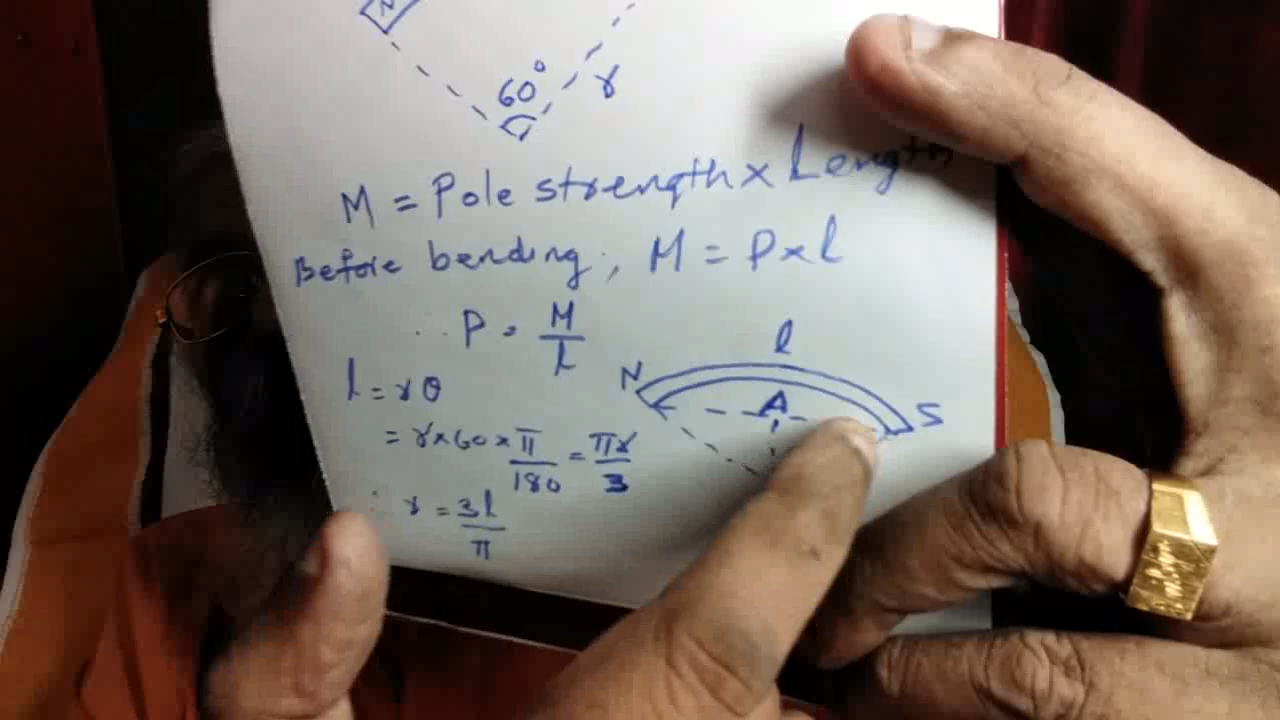 N
60°
r
M = Pole strength x Length
Before bending, M = P x l
∴ P = M/l
l = rθ
= r x 60 x π/180 = πr/3
∴ r = 3l/π
l
N A S